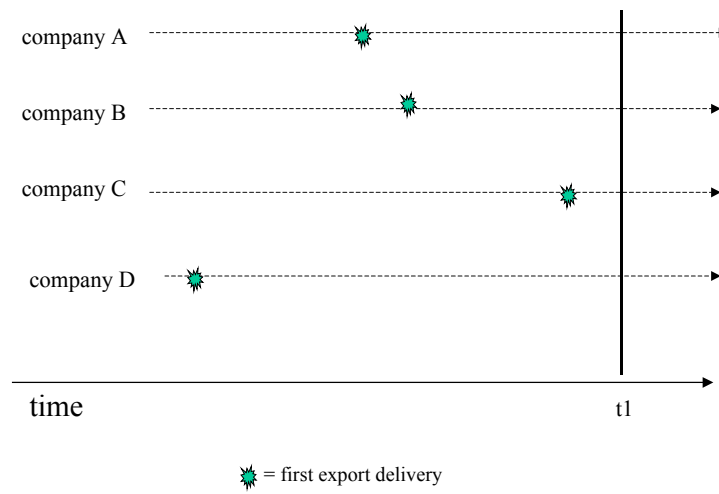 company A
company B
company C
company D
time
t1
= first export delivery